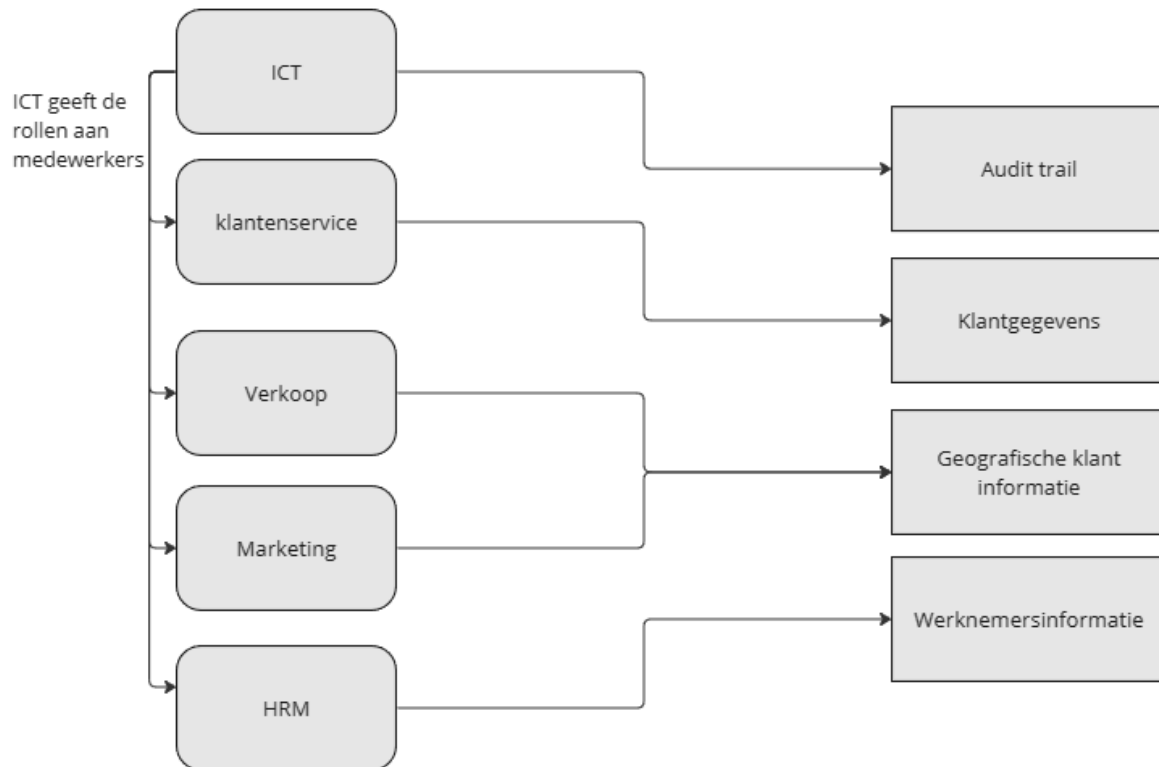 ICT
ICT geeft de
rollen aan
medewerkers
Audit trail
klantenservice
Klantgegevens
Verkoop
Geografische klant
informatie
Marketing
Werknemersinformatie
HRM